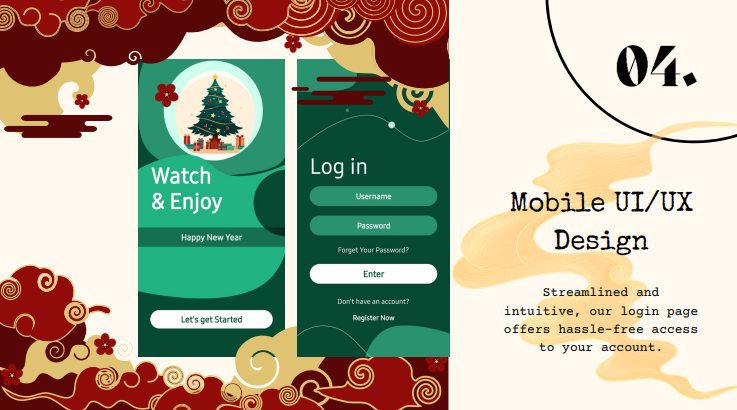 Watch
& Enjoy
Happy New Year
Let's get Started
Log in
Username
Password
Forget Your Password?
Enter
Don't have an account?
Register Now
04.
Mobile UI/UX
Design
Streamlined and
intuitive, our login page
offers hassle-free access
to your account.